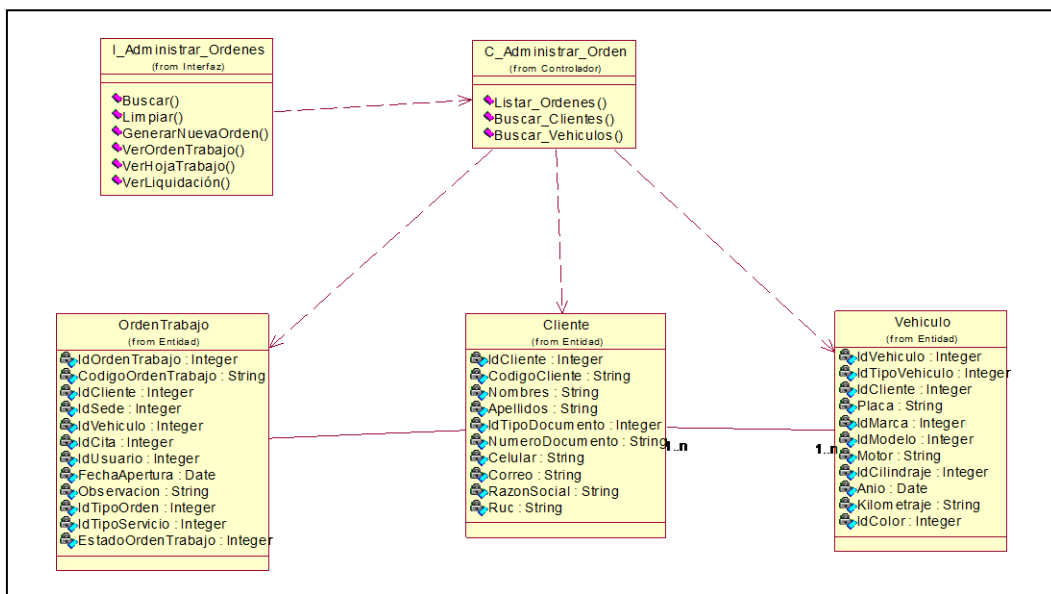 I_Administrar_Ordenes
(from Interfaz)
Buscar()
Limpiar()
GenerarNuevaOrden()
VerOrdenTrabajo()
VerHojaTrabajo()
VerLiquidación()
C_Administrar_Orden
(from Controlador)
Listar_Ordenes()
Buscar_Clientes()
Buscar_Vehiculos()
OrdenTrabajo
(from Entidad)
IdOrdenTrabajo : Integer
CodigoOrdenTrabajo : String
IdCliente : Integer
IdSede : Integer
IdVehiculo : Integer
IdCita : Integer
IdUsuario : Integer
FechaApertura : Date
Observacion : String
IdTipoOrden : Integer
IdTipoServicio : Integer
EstadoOrdenTrabajo : Integer
Cliente
(from Entidad)
IdCliente : Integer
CodigoCliente : String
Nombres : String
Apellidos : String
IdTipoDocumento : Integer
NumeroDocumento : String
Celular : String
Correo : String
RazonSocial : String
Ruc : String
1..n
1..n
Vehiculo
(from Entidad)
IdVehiculo : Integer
IdTipoVehiculo : Integer
IdCliente : Integer
Placa : String
IdMarca : Integer
IdModelo : Integer
Motor : String
IdCilindraje : Integer
Anio : Date
Kilometraje : String
IdColor : Integer